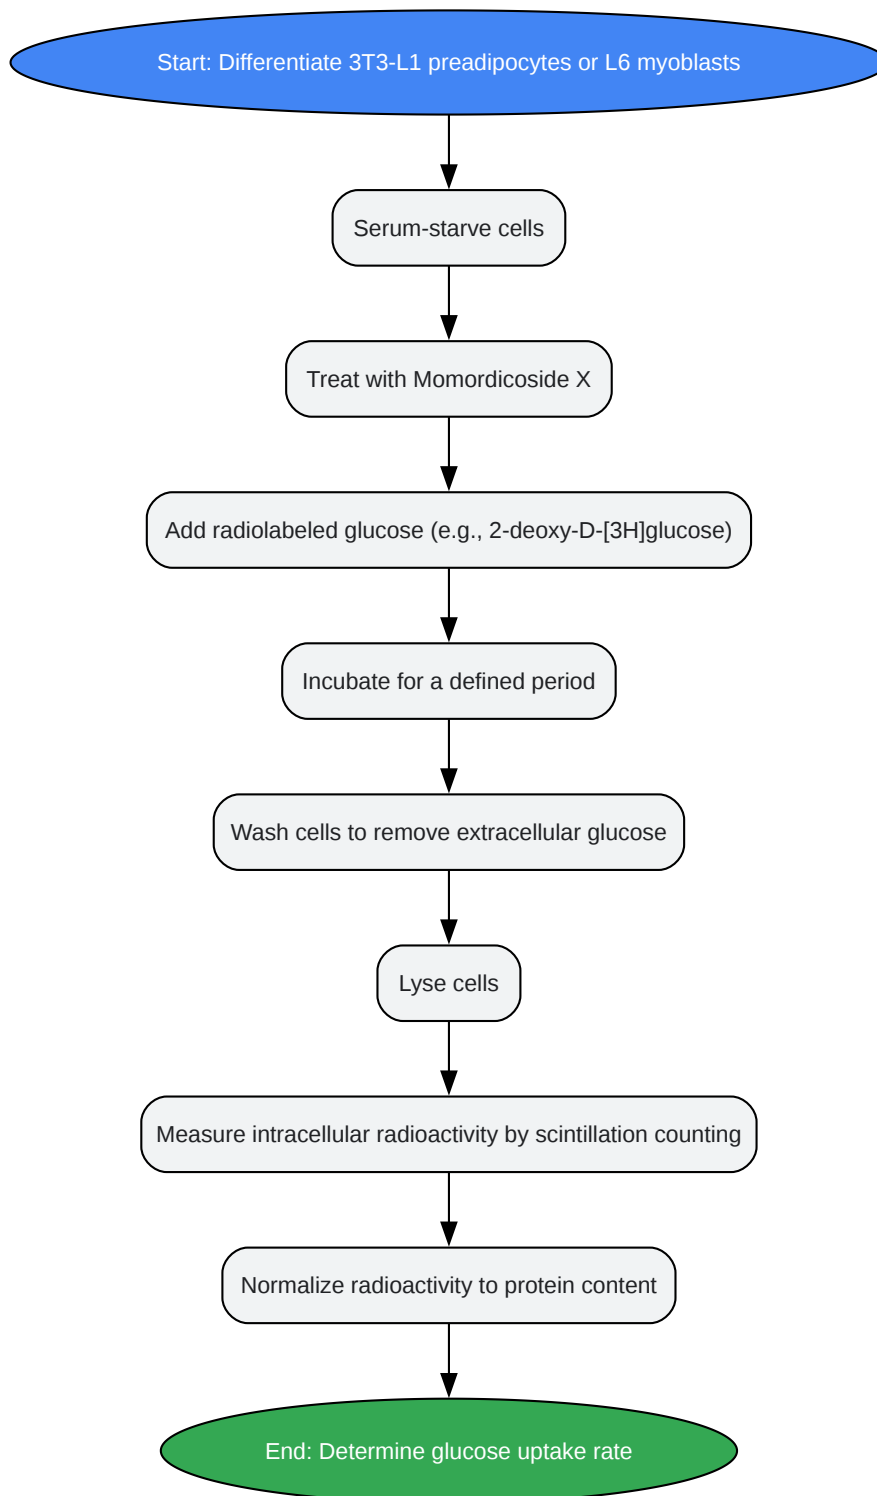 Start: Differentiate 3T3-L1 preadipocytes or L6 myoblasts
Serum-starve cells
Treat with Momordicoside X
Add radiolabeled glucose (e.g., 2-deoxy-D-[3H]glucose)
Incubate for a defined period
Wash cells to remove extracellular glucose
Lyse cells
Measure intracellular radioactivity by scintillation counting
Normalize radioactivity to protein content
End: Determine glucose uptake rate